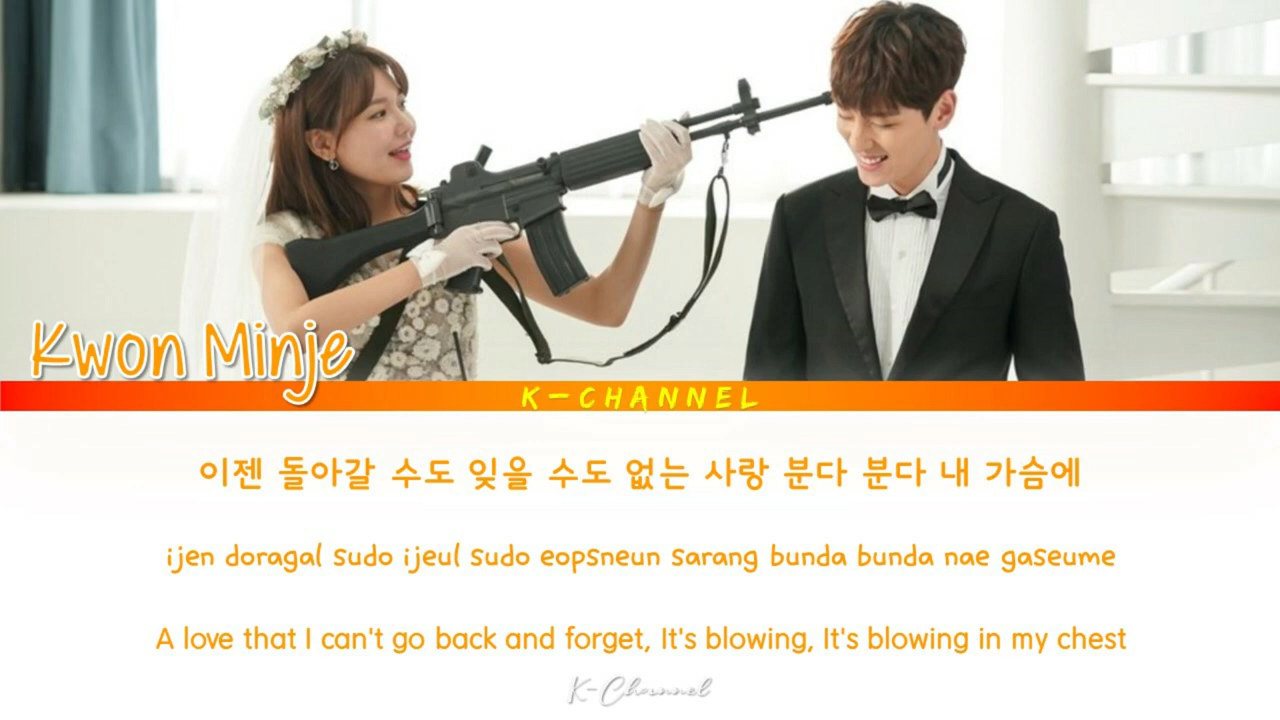 Kwon Minje
K-CHANNEL
이젠 돌아갈 수도 잊을 수도 없는 사랑 분다 분다 내 가슴에
ijen doragal sudo ijeul sudo eopsneun sarang bunda bunda nae gaseume
A love that I can't go back and forget, It's blowing, It's blowing in my chest
K-Channel